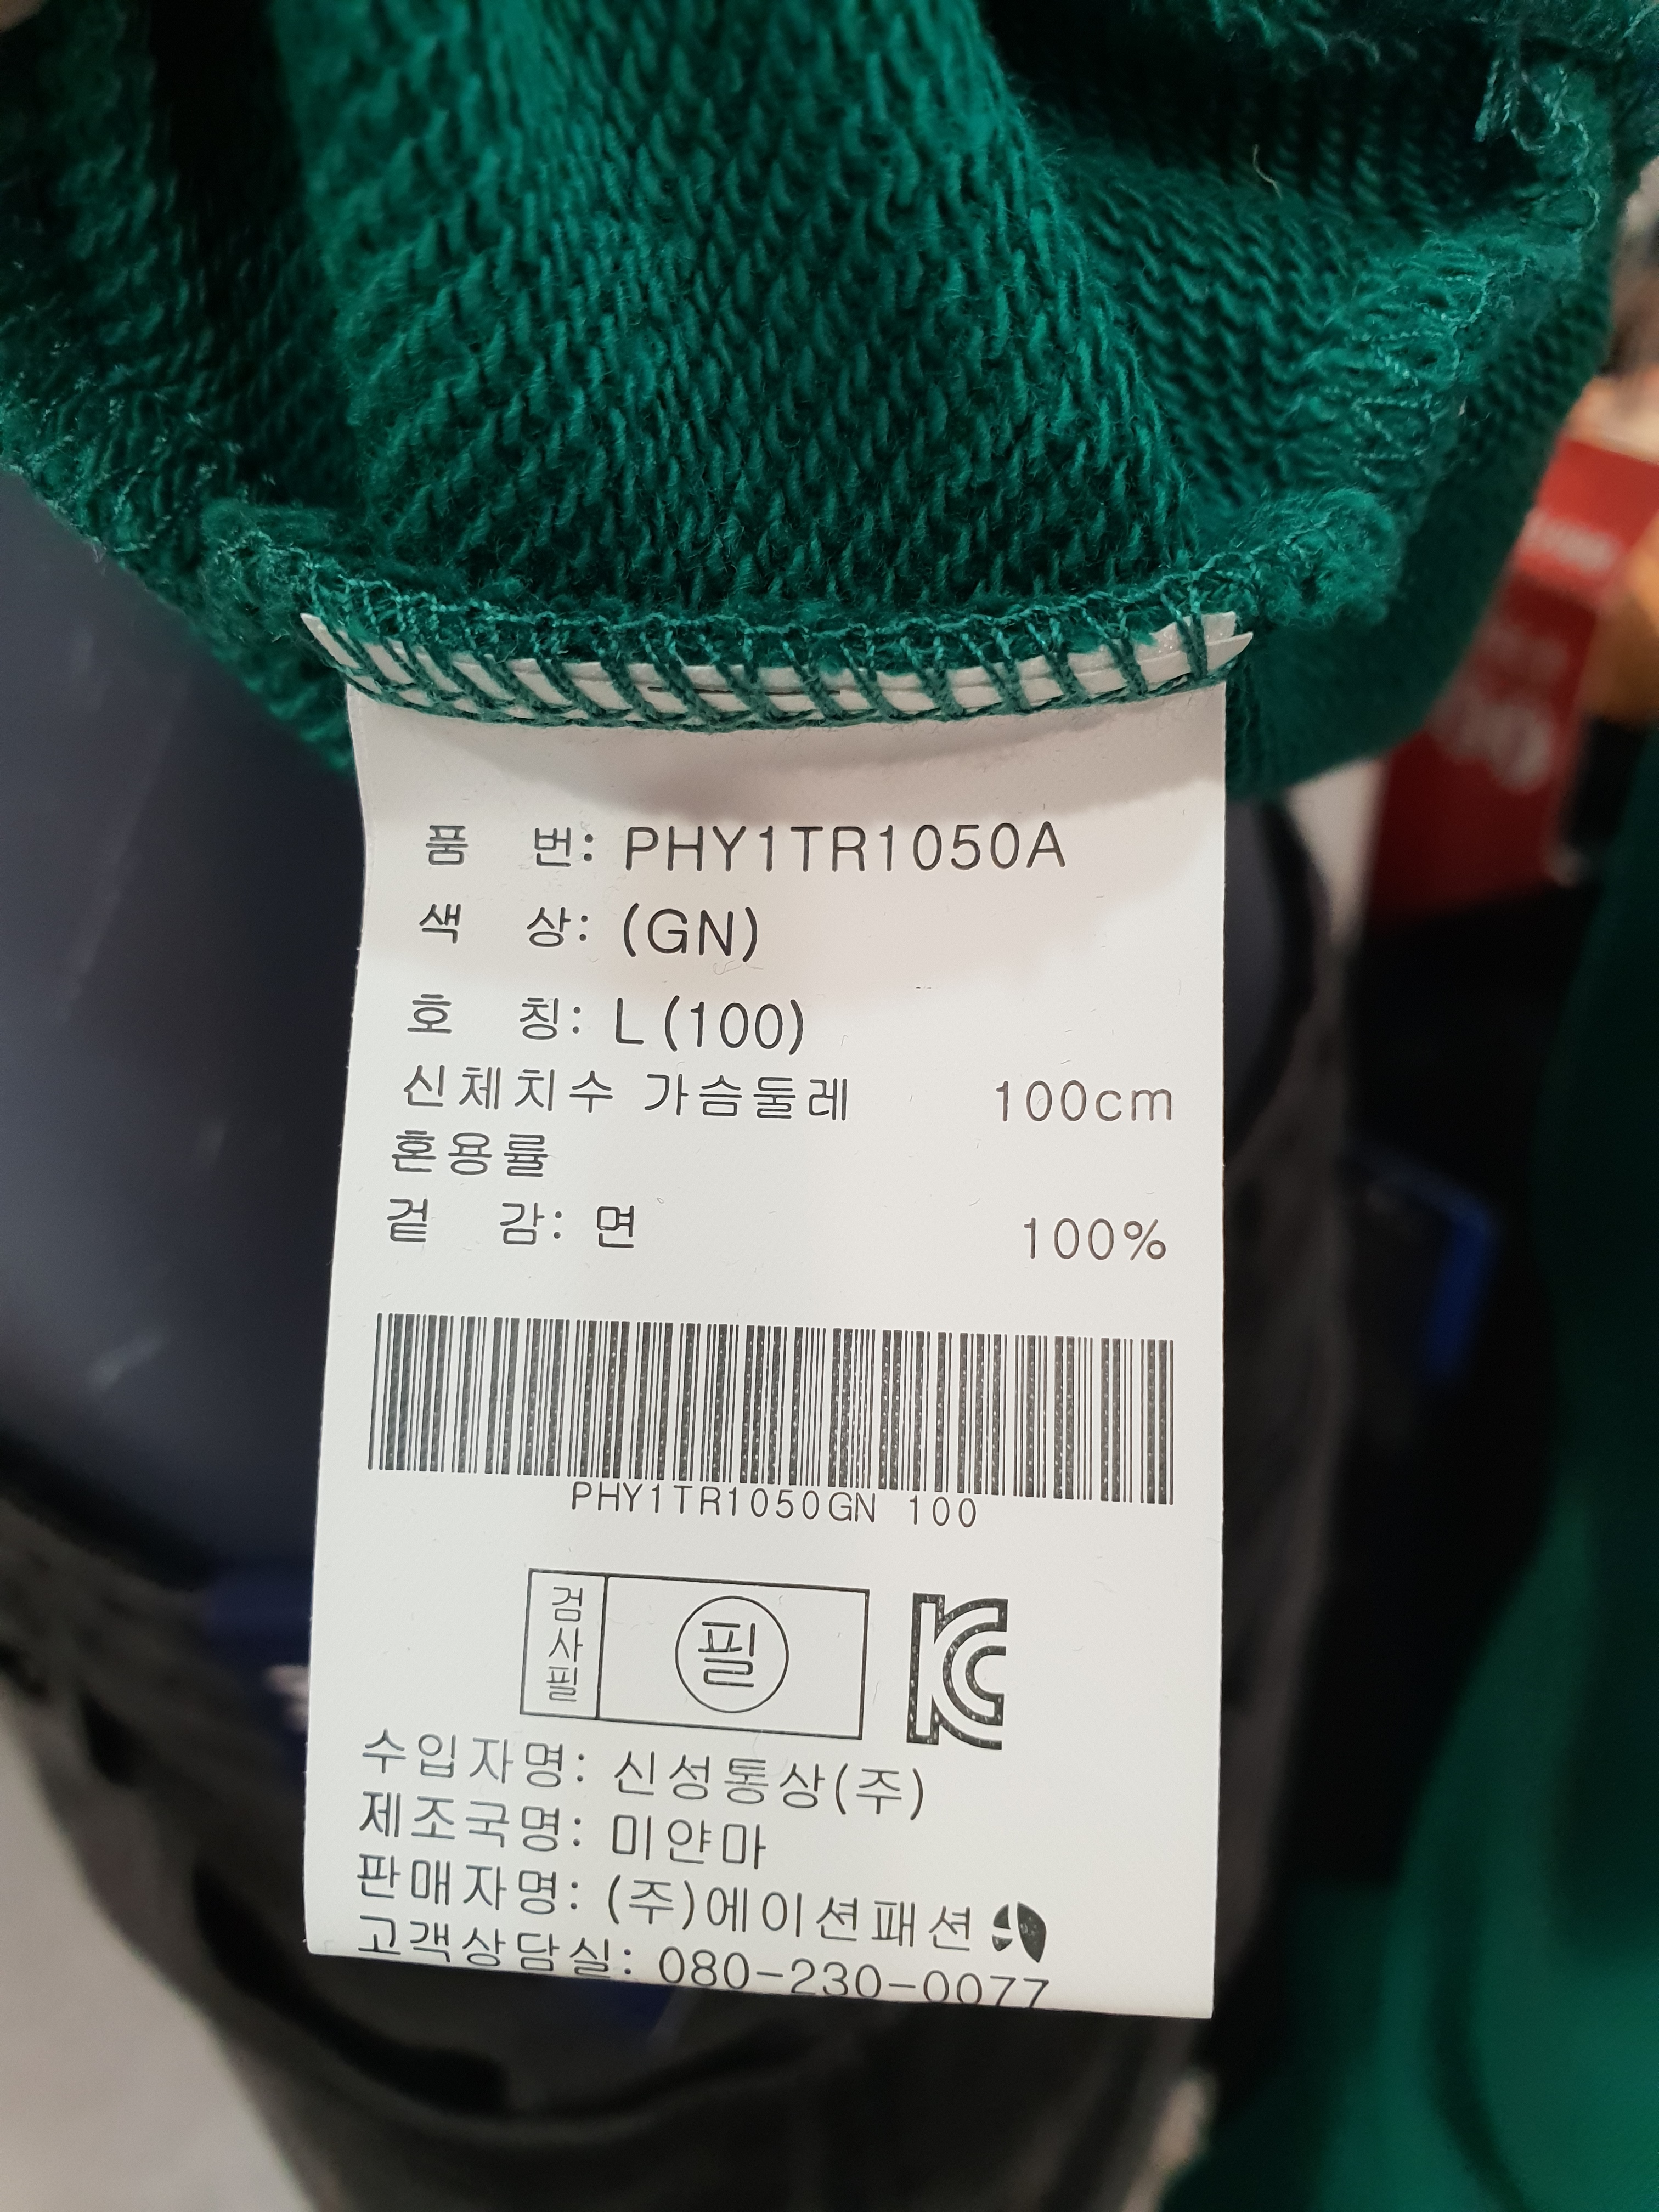 품 번: PHY1TR1050A
색 상: (GN)
호 칭: L(100)
신체치수 가슴둘레 100cm
혼용률
겉 감: 면 100%
PHY1TR1050GN 100
검사필 필
수입자명: 신성통상(주)
제조국명: 미얀마
판매자명: (주)에이션패션
고객상담실: 080-230-0077